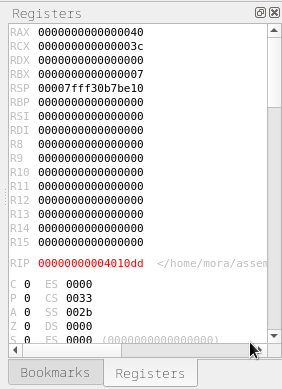 Registers
RAX 0000000000000040
RCX 000000000000003c
RDX 0000000000000000
RBX 0000000000000007
RSP 00007fff30b7be10
RBP 0000000000000000
RSI 0000000000000000
RDI 0000000000000000
R8 0000000000000000
R9 0000000000000000
R10 0000000000000000
R11 0000000000000000
R12 0000000000000000
R13 0000000000000000
R14 0000000000000000
R15 0000000000000000
RIP 00000000004010dd </home/mora/assem
C 0 ES 0000
P 0 CS 0033
A 0 SS 002b
Z 0 DS 0000
S 0 FS 0000 (0000000000000000)
Bookmarks Registers